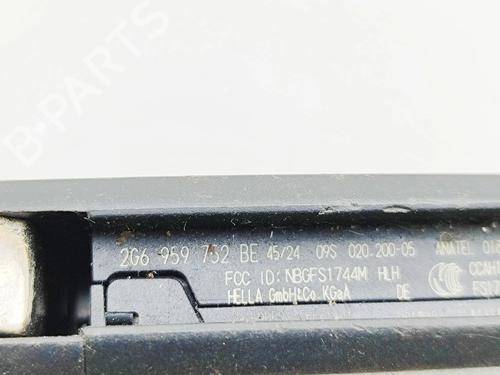 B-PARTS
2G6 959 752 BE 45/24 09S 020.200-05 ANATEL
FCC ID: NBGFS1744M HLH
HELLA GmbH&Co.KGaA DE